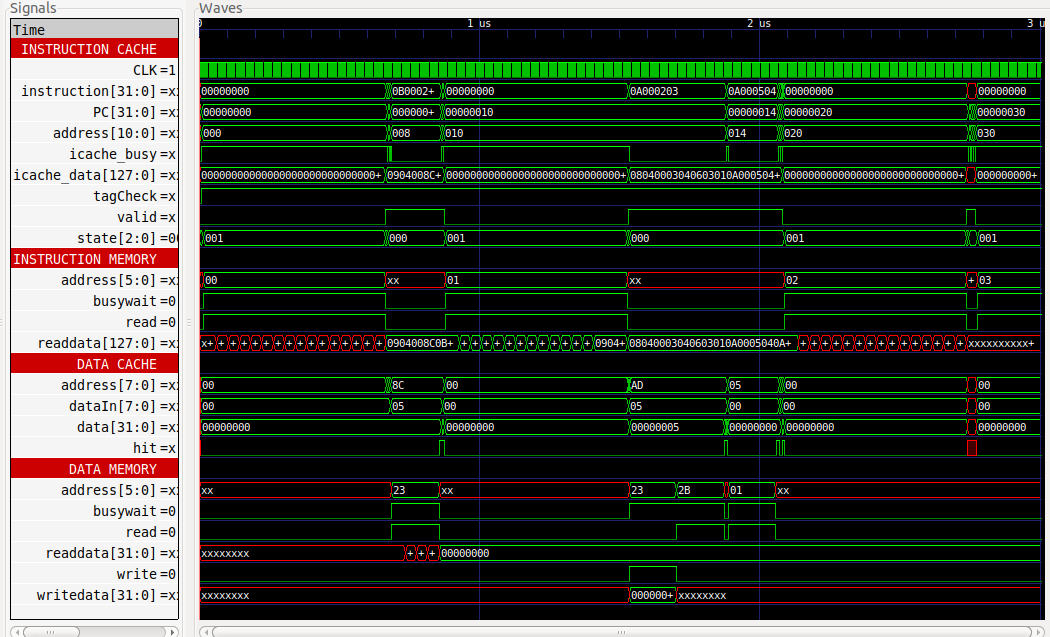 Signals
Waves
Time
0 1 us 2 us 3 u
INSTRUCTION CACHE
CLK =1
instruction[31:0] =x 00000000 0B0002+ 00000000 0A000203 0A000504 00000000 00000000
PC[31:0] =x 00000000 000000+ 00000010 00000014 00000020 00000030
address[10:0] =x 000 008 010 014 020 030
icache_busy =x
icache_data[127:0] =x 000000000000000000000000000000+ 0904008C+ 00000000000000000000000000000+ 08040003040603010A000504+ 00000000000000000000000000000+ 000000000+
tagCheck =x
valid =x
state[2:0] =0 001 000 001 000 001 001
INSTRUCTION MEMORY
address[5:0] =x 00 xx 01 xx 02 + 03
busywait =0
read =0
readdata[127:0] =x x+ + + + + + + + + + + + + + + 0904008C0B+ + + + + + + + + + + + + 0904+ 08040003040603010A0005040A+ + + + + + + + + + + + + + + xxxxxxxxxx+
DATA CACHE
address[7:0] =x 00 8C 00 AD 05 00 00
dataIn[7:0] =x 00 05 00 05 00 00 00
data[31:0] =x 00000000 00000000 00000005 00000000 00000000 00000000
hit =x
DATA MEMORY
address[5:0] =x xx 23 xx 23 2B 01 xx
busywait =0
read =0
readdata[31:0] =x xxxxxxxx + + + 00000000
write =0
writedata[31:0] =x xxxxxxxx 000000+ xxxxxxxx